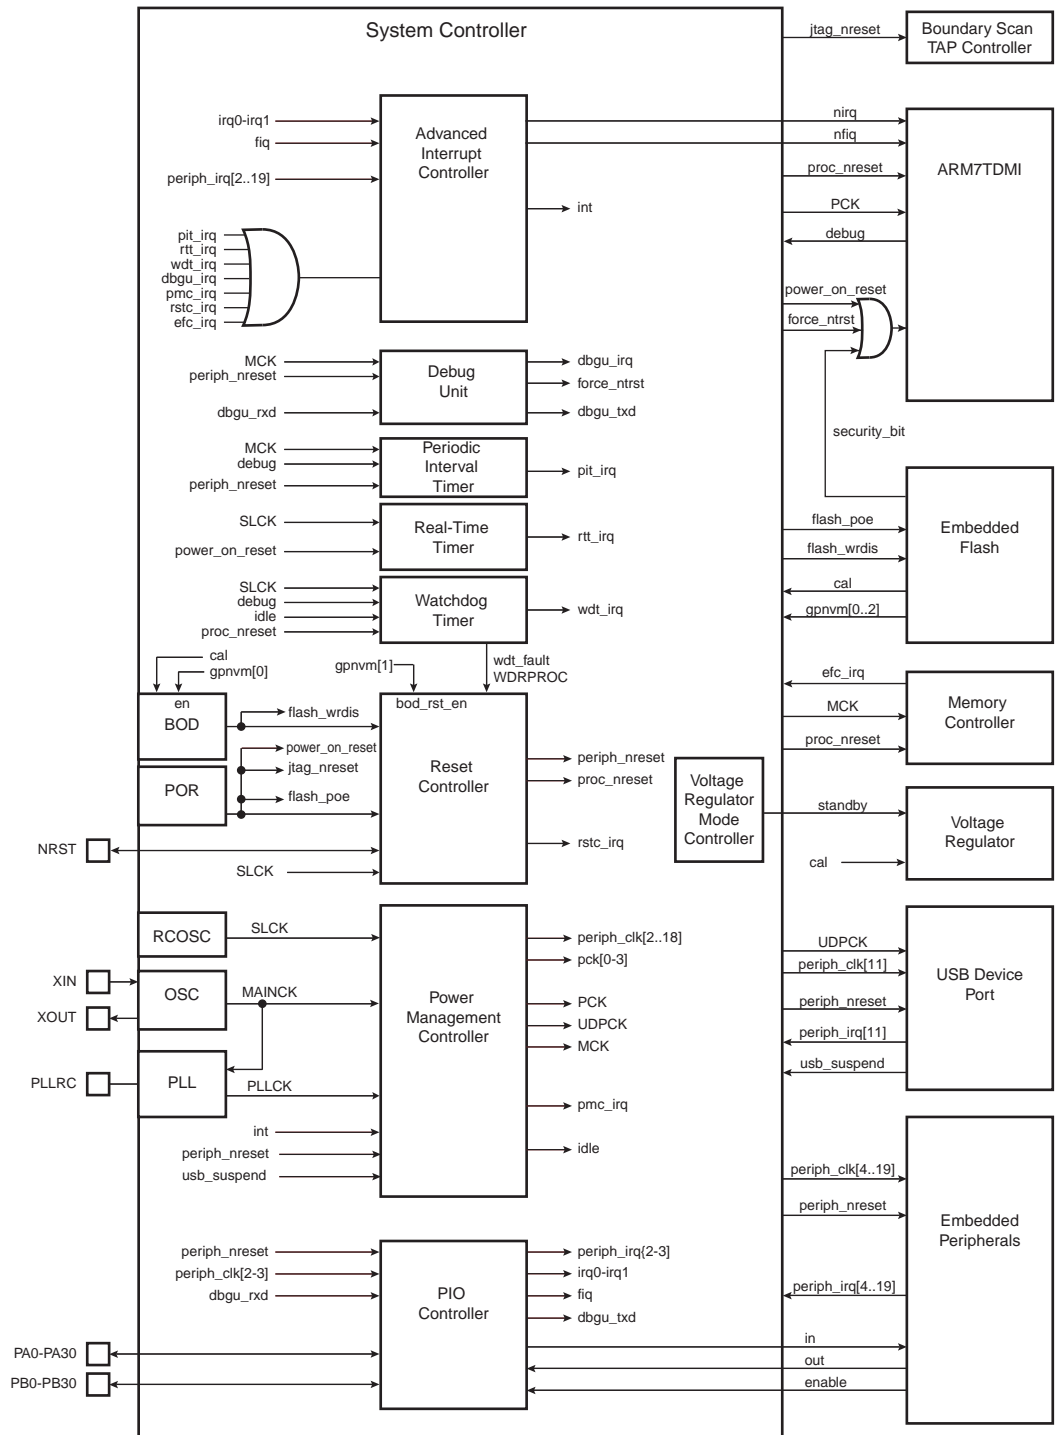 System Controller
jtag_nreset
Boundary Scan
TAP Controller
irq0-irq1
fiq
periph_irq[2..19]
Advanced
Interrupt
Controller
int
nirq
nfiq
proc_nreset
PCK
debug
ARM7TDMI
pit_irq
rtt_irq
wdt_irq
dbgu_irq
pmc_irq
rstc_irq
efc_irq
power_on_reset
force_ntrst
security_bit
MCK
periph_nreset
dbgu_rxd
Debug
Unit
dbgu_irq
force_ntrst
dbgu_txd
MCK
debug
periph_nreset
Periodic
Interval
Timer
pit_irq
SLCK
power_on_reset
Real-Time
Timer
rtt_irq
flash_poe
flash_wrdis
cal
gpnvm[0..2]
Embedded
Flash
SLCK
debug
idle
proc_nreset
Watchdog
Timer
wdt_irq
cal
gpnvm[0]
gpnvm[1]
wdt_fault
WDRPROC
en
BOD
flash_wrdis
bod_rst_en
power_on_reset
jtag_nreset
flash_poe
POR
Reset
Controller
periph_nreset
proc_nreset
rstc_irq
NRST
SLCK
efc_irq
MCK
proc_nreset
Memory
Controller
Voltage
Regulator
Mode
Controller
standby
cal
Voltage
Regulator
RCOSC
SLCK
XIN
OSC
MAINCK
XOUT
PLLRC
PLL
PLLCK
int
periph_nreset
usb_suspend
Power
Management
Controller
periph_clk[2..18]
pck[0-3]
PCK
UDPCK
MCK
pmc_irq
idle
UDPCK
periph_clk[11]
periph_nreset
periph_irq[11]
usb_suspend
USB Device
Port
periph_clk[4..19]
periph_nreset
periph_irq[4..19]
Embedded
Peripherals
periph_nreset
periph_clk[2-3]
dbgu_rxd
PIO
Controller
periph_irq{2-3]
irq0-irq1
fiq
dbgu_txd
in
out
enable
PA0-PA30
PB0-PB30